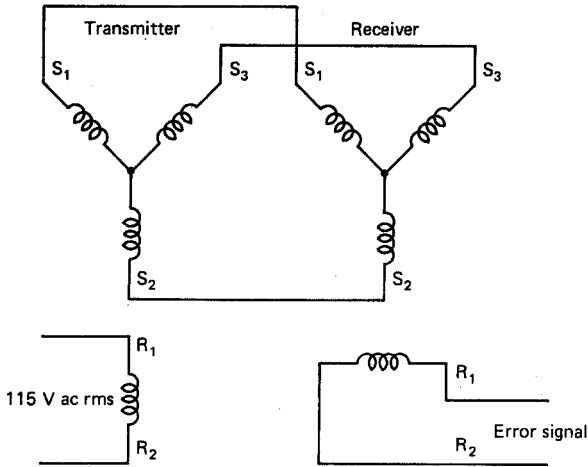 Transmitter
Receiver
S1
S3
S1
S3
S2
S2
R1
115 V ac rms
R2
R1
Error signal
R2